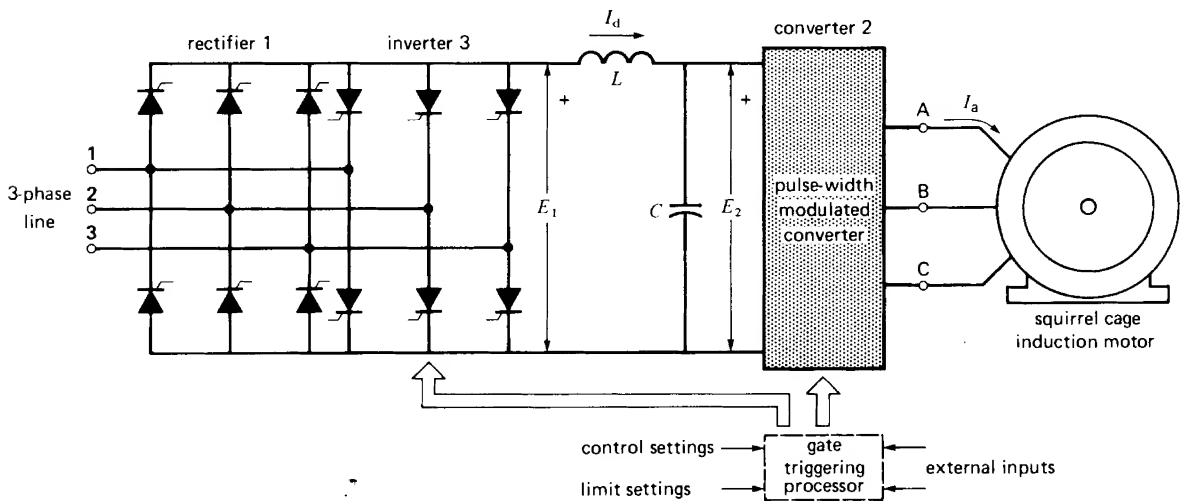 rectifier 1
inverter 3
I_d
converter 2
L
+
+
A
I_a
1
3-phase
line
2
3
E_1
C
E_2
pulse-width
modulated
converter
B
C
squirrel cage
induction motor
control settings
limit settings
gate
triggering
processor
external inputs